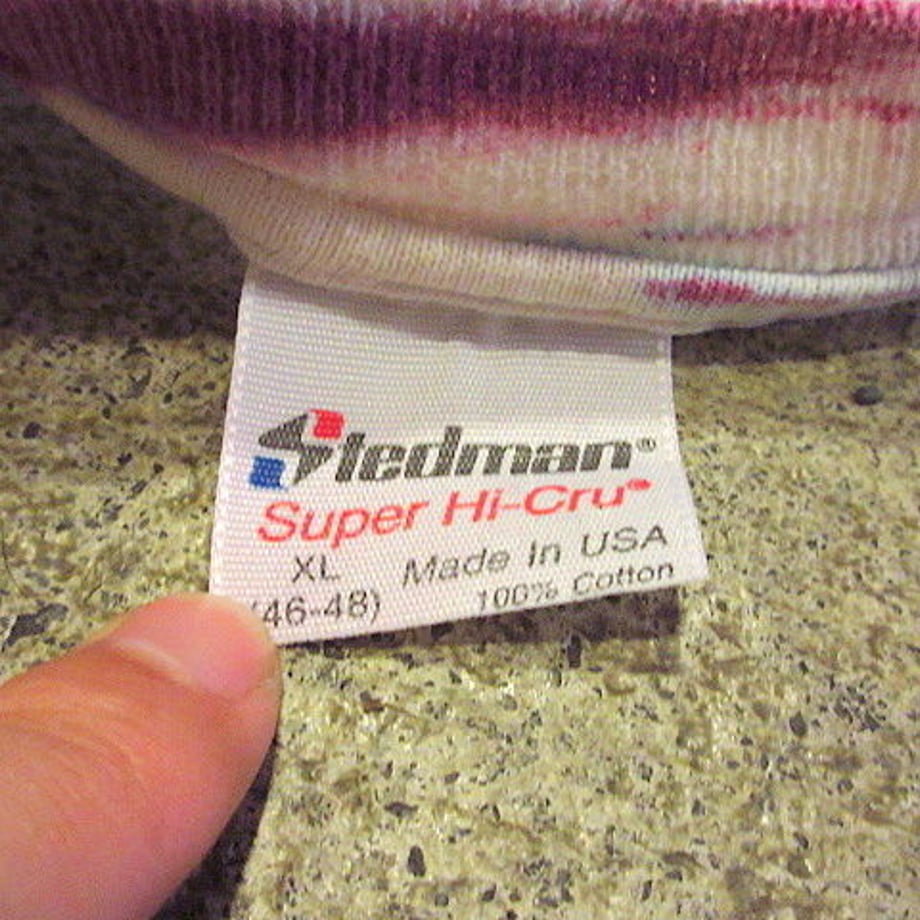 Stedman®
Super Hi-Cru®
XL Made In USA
(46-48) 100% Cotton